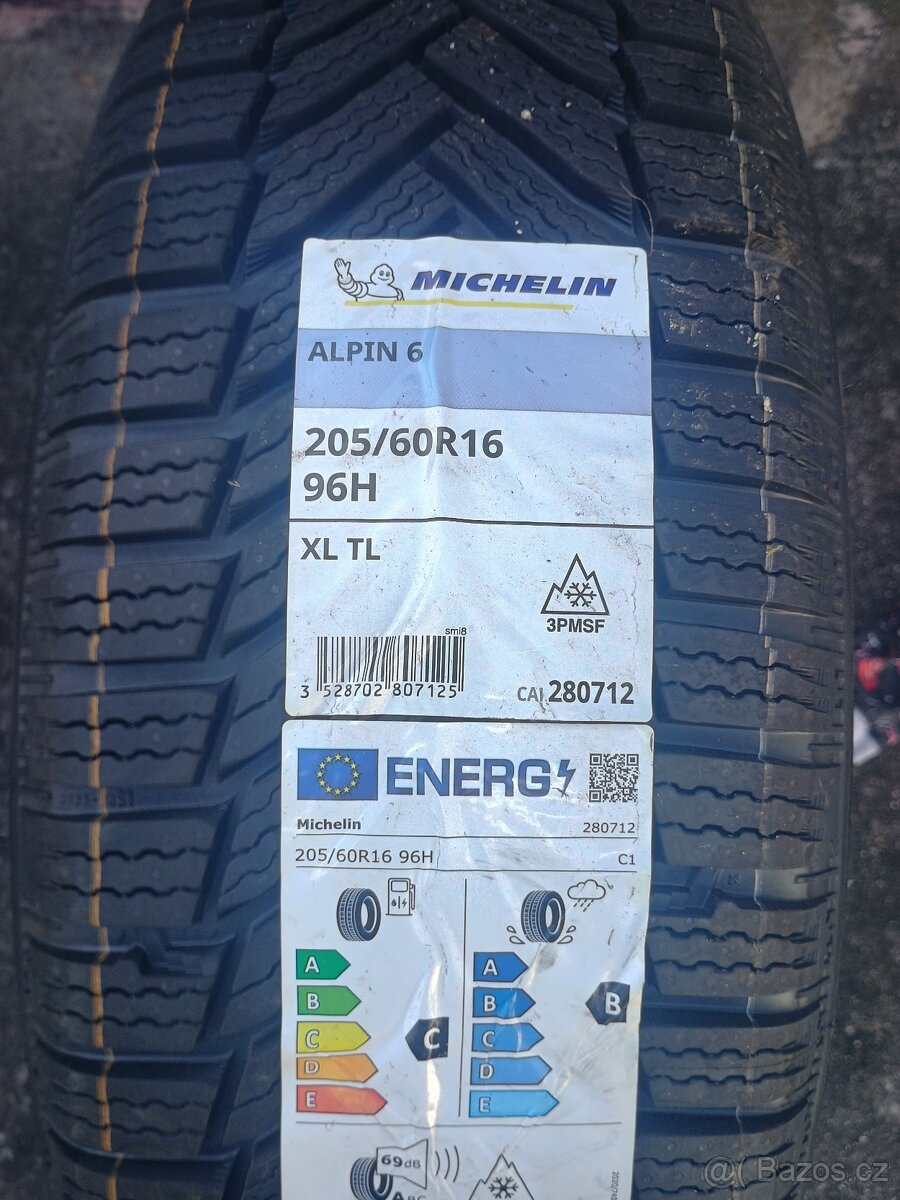 MICHELIN
ALPIN 6
205/60R16
96H
XL TL
3PMSF
smi8
3 528702 807125
CAI 280712
ENERG
Michelin 280712
205/60R16 96H C1
A A
B B B
C C C
D D
E E
69dB
ABC
@( Bazos.cz